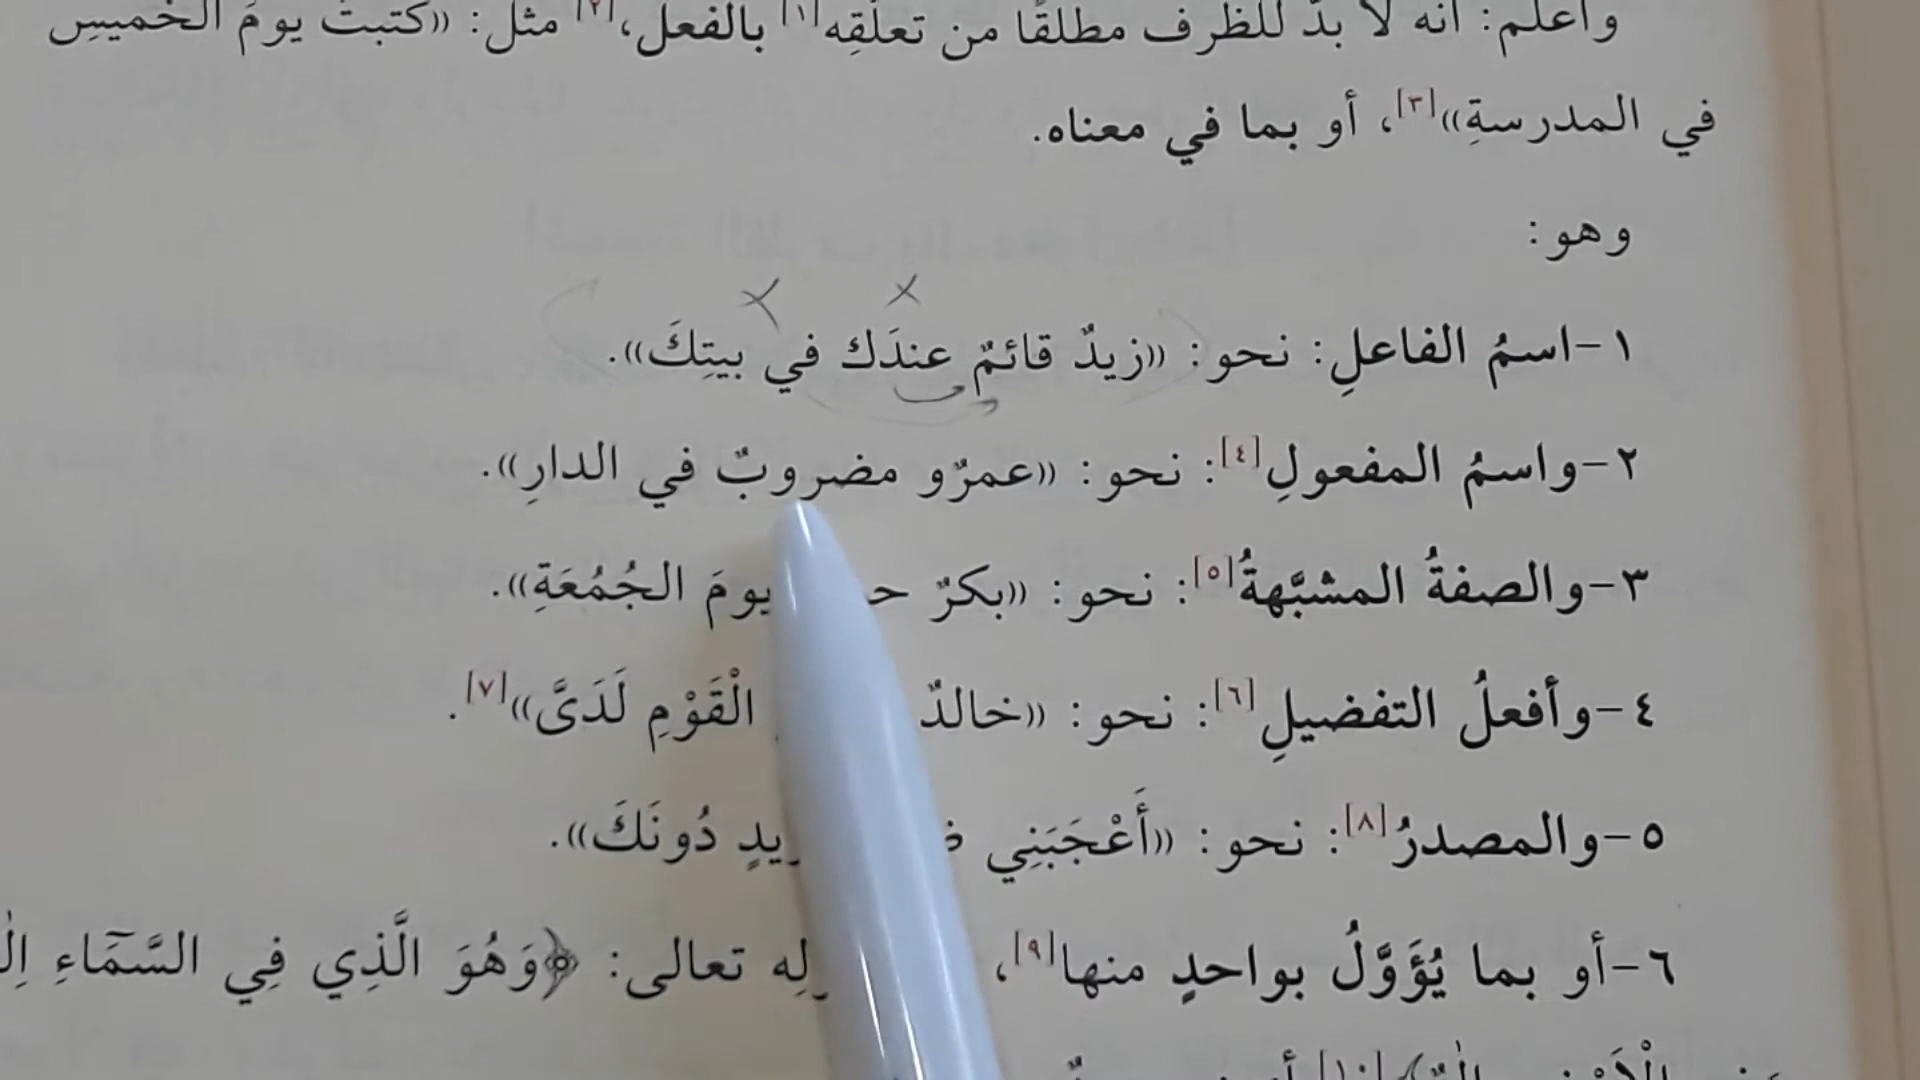 واعلم: أنه لا بدّ للظرف مطلقًا من تعلّقِه[١] بالفعل،[٢] مثل: «كتبتُ يومَ الخميسِ
في المدرسةِ»[٣]، أو بما في معناه.
وهو:
١-اسمُ الفاعلِ: نحو: «زيدٌ قائمٌ عندَك في بيتِكَ».
٢-واسمُ المفعولِ[٤]: نحو: «عمرٌو مضروبٌ في الدارِ».
٣-والصفةُ المشبَّهةُ[٥]: نحو: «بكرٌ يومَ الجُمُعَةِ».
٤-وأفعلُ التفضيلِ[٦]: نحو: «خالدٌ الْقَوْمِ لَدَىَّ»[٧].
٥-والمصدرُ[٨]: نحو: «أَعْجَبَنِي دُونَكَ».
٦-أو بما يُؤَوَّلُ بواحدٍ منها[٩]، تعالى: ﴿وَهُوَ الَّذِي فِي السَّمَٓاءِ